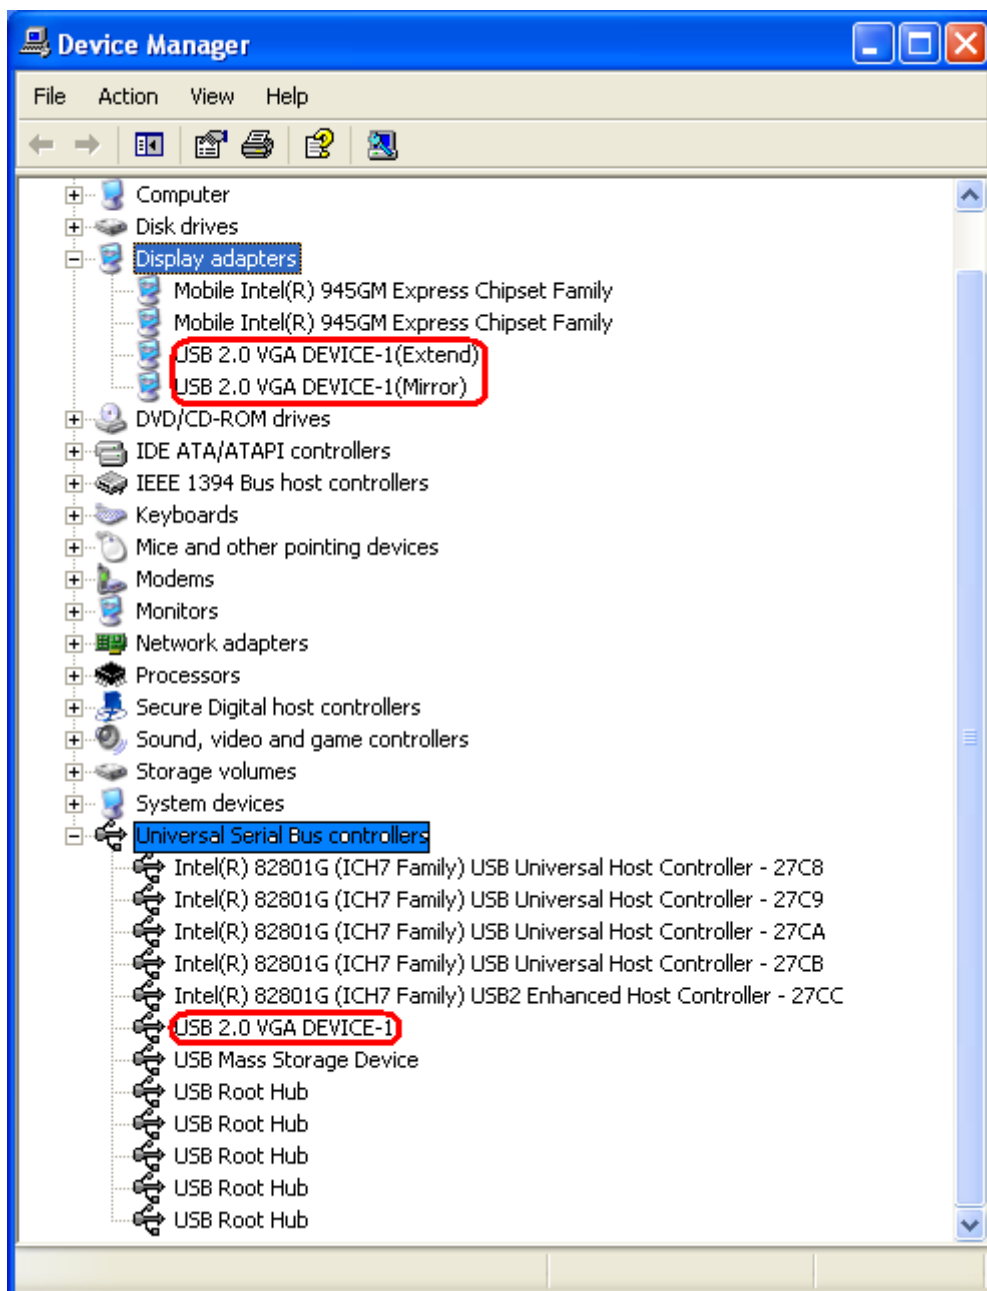 Device Manager
File Action View Help
Computer
Disk drives
Display adapters
Mobile Intel(R) 945GM Express Chipset Family
Mobile Intel(R) 945GM Express Chipset Family
USB 2.0 VGA DEVICE-1(Extend)
USB 2.0 VGA DEVICE-1(Mirror)
DVD/CD-ROM drives
IDE ATA/ATAPI controllers
IEEE 1394 Bus host controllers
Keyboards
Mice and other pointing devices
Modems
Monitors
Network adapters
Processors
Secure Digital host controllers
Sound, video and game controllers
Storage volumes
System devices
Universal Serial Bus controllers
Intel(R) 82801G (ICH7 Family) USB Universal Host Controller - 27C8
Intel(R) 82801G (ICH7 Family) USB Universal Host Controller - 27C9
Intel(R) 82801G (ICH7 Family) USB Universal Host Controller - 27CA
Intel(R) 82801G (ICH7 Family) USB Universal Host Controller - 27CB
Intel(R) 82801G (ICH7 Family) USB2 Enhanced Host Controller - 27CC
USB 2.0 VGA DEVICE-1
USB Mass Storage Device
USB Root Hub
USB Root Hub
USB Root Hub
USB Root Hub
USB Root Hub